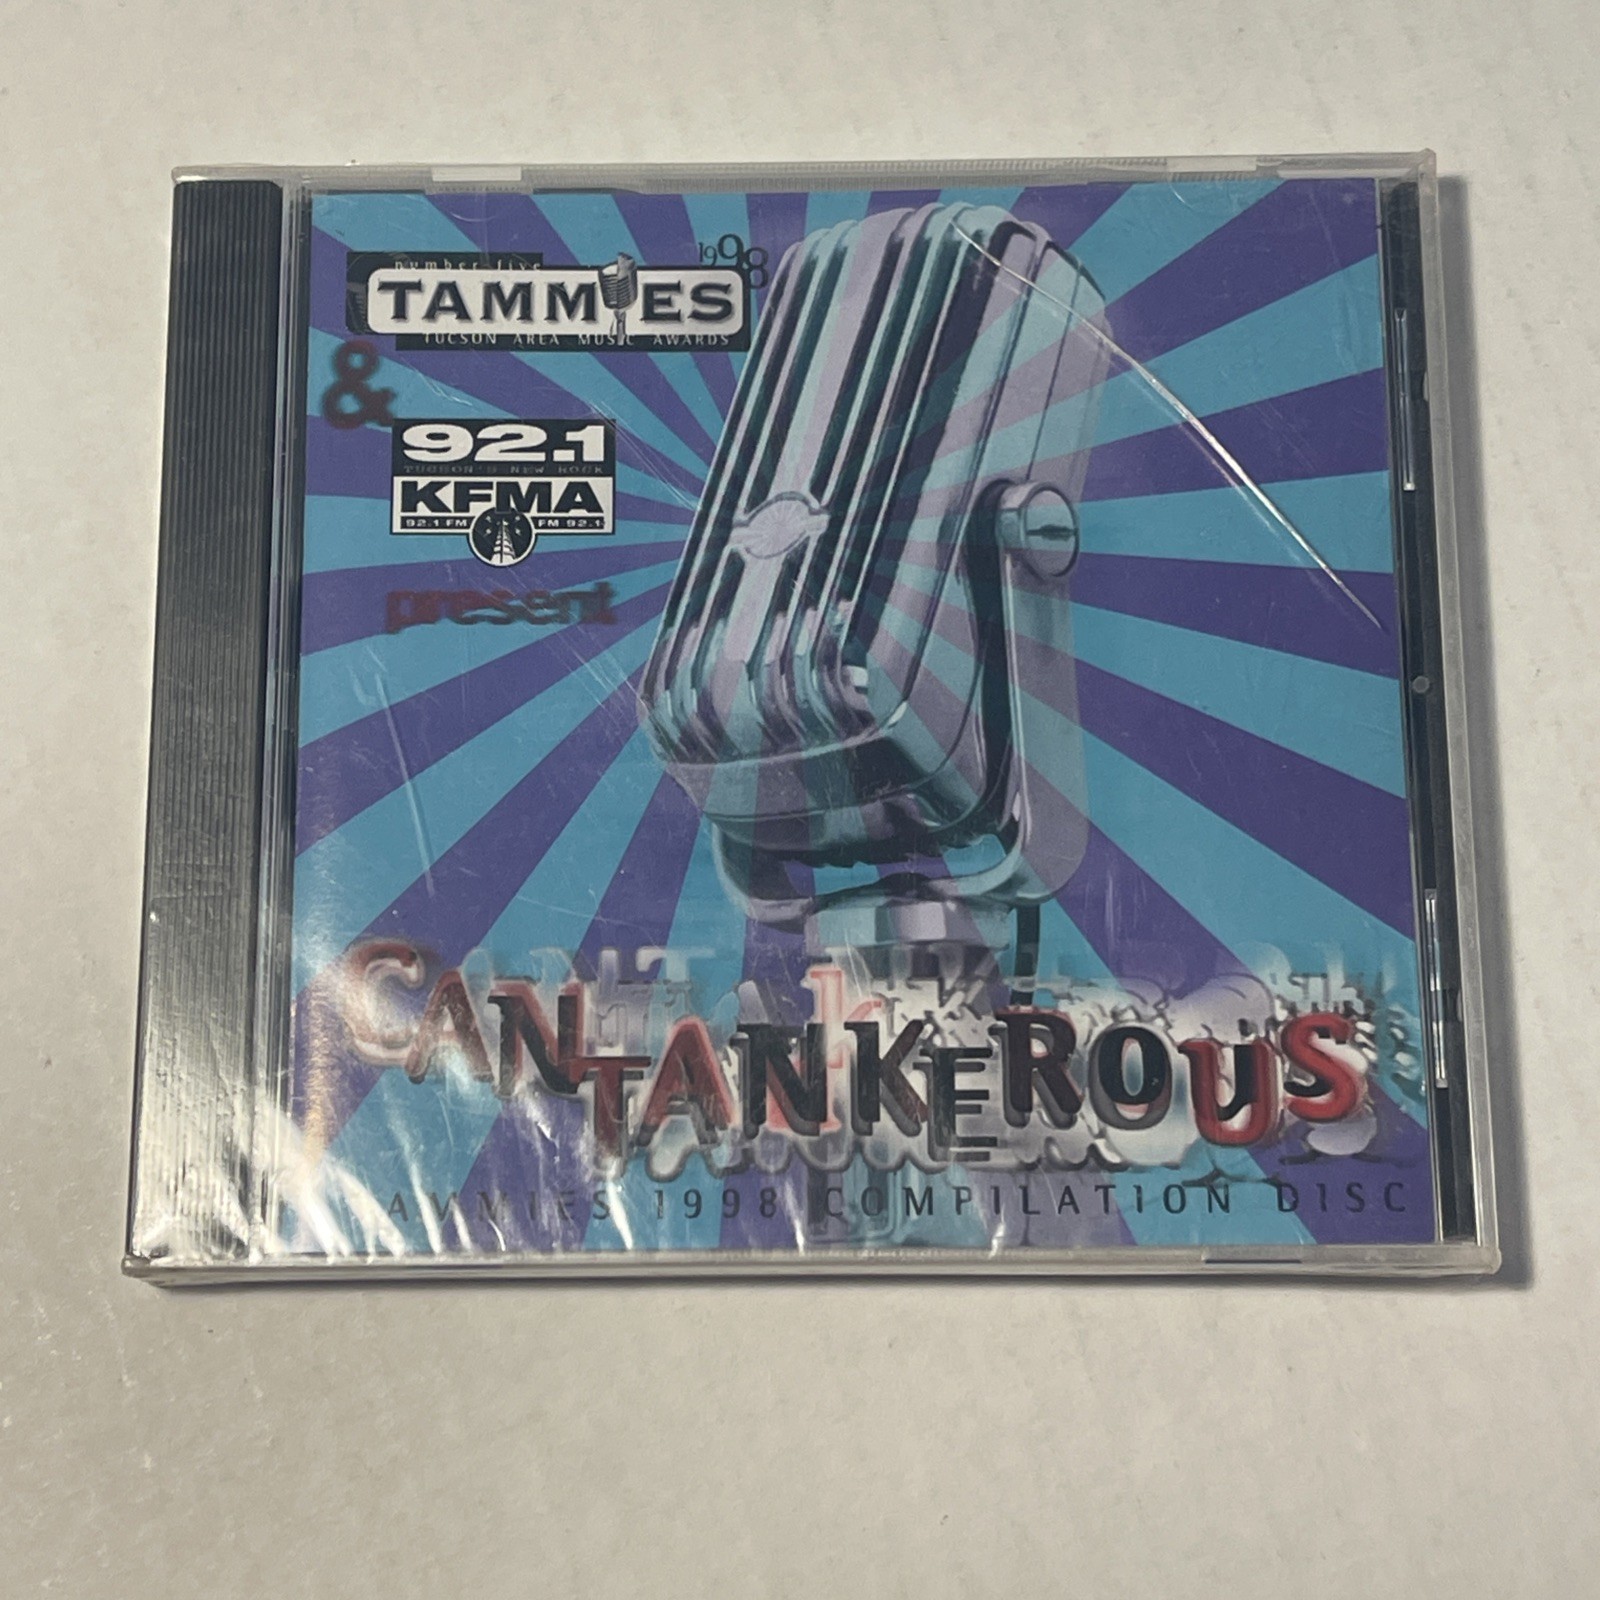 number five 1998
TAMMIES
TUCSON AREA MUSIC AWARDS
&
92.1
TUCSON'S NEW ROCK
KFMA
92.1 FM FM 92.1
present
CANTANKEROUS
TAMMIES 1998 COMPILATION DISC